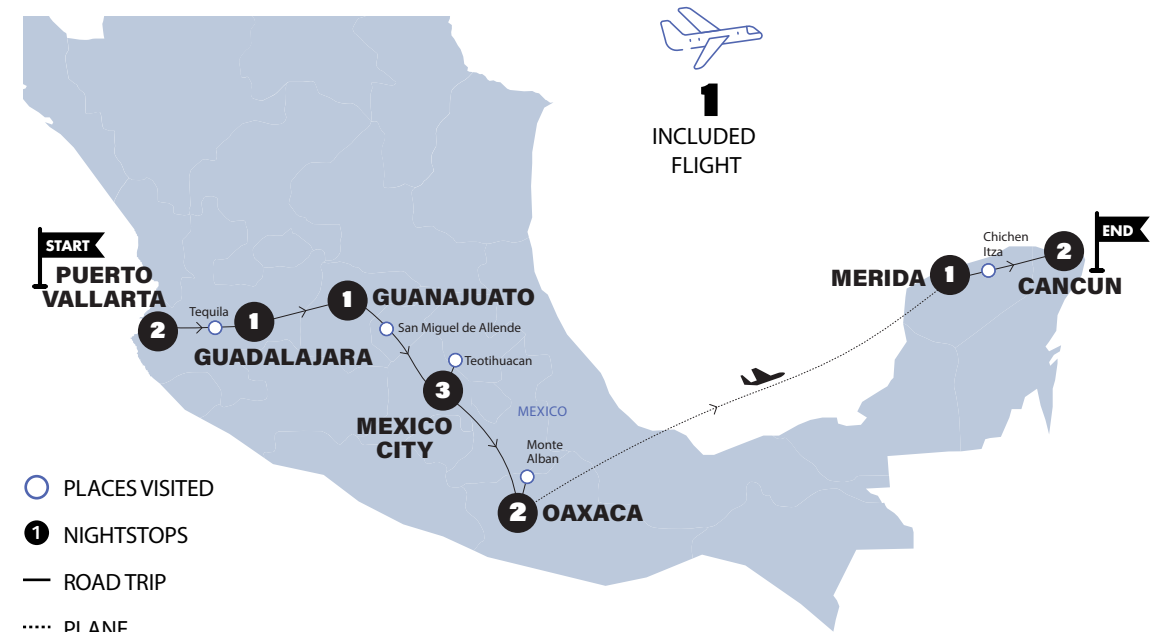 1
INCLUDED
FLIGHT
START
PUERTO
VALLARTA
2
Tequila
1
GUADALAJARA
1
GUANAJUATO
San Miguel de Allende
Teotihuacan
3
MEXICO
CITY
MEXICO
Monte
Alban
2
OAXACA
MERIDA
1
Chichen
Itza
2
CANCUN
END
PLACES VISITED
1
NIGHTSTOPS
ROAD TRIP
PLANE